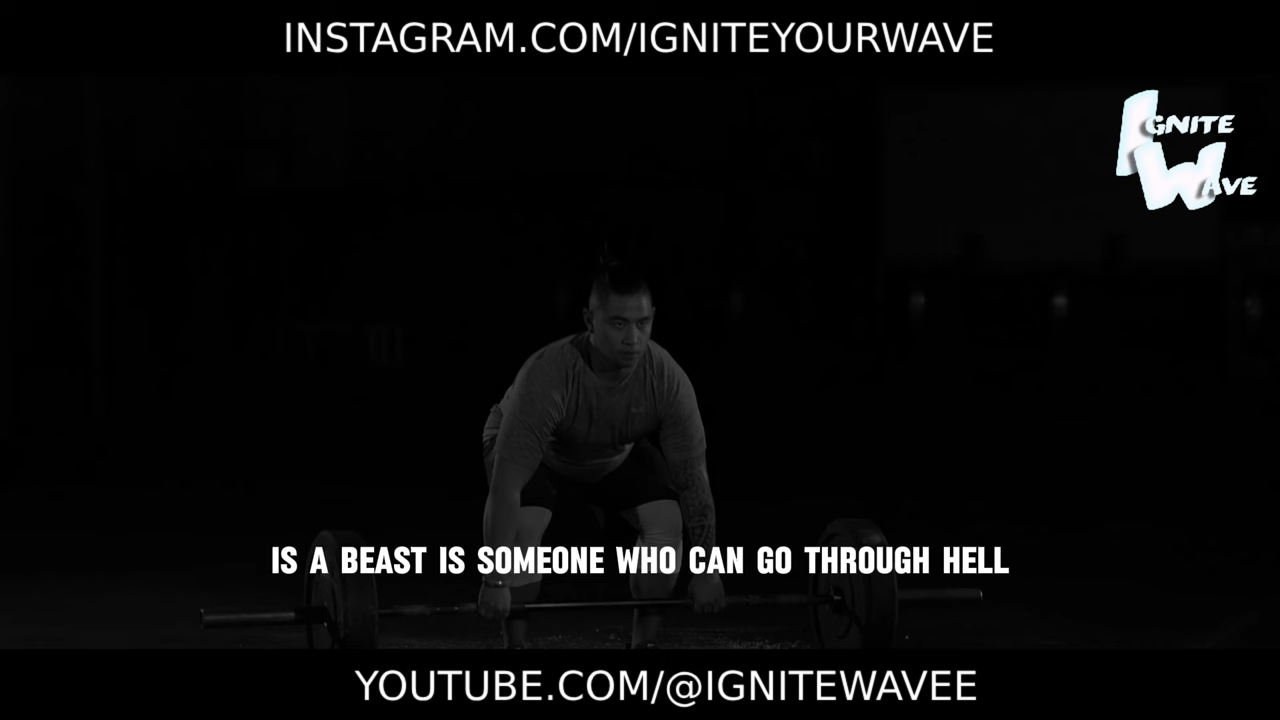 INSTAGRAM.COM/IGNITEYOURWAVE
IGNITE
WAVE
IS A BEAST IS SOMEONE WHO CAN GO THROUGH HELL
YOUTUBE.COM/@IGNITEWAVEE